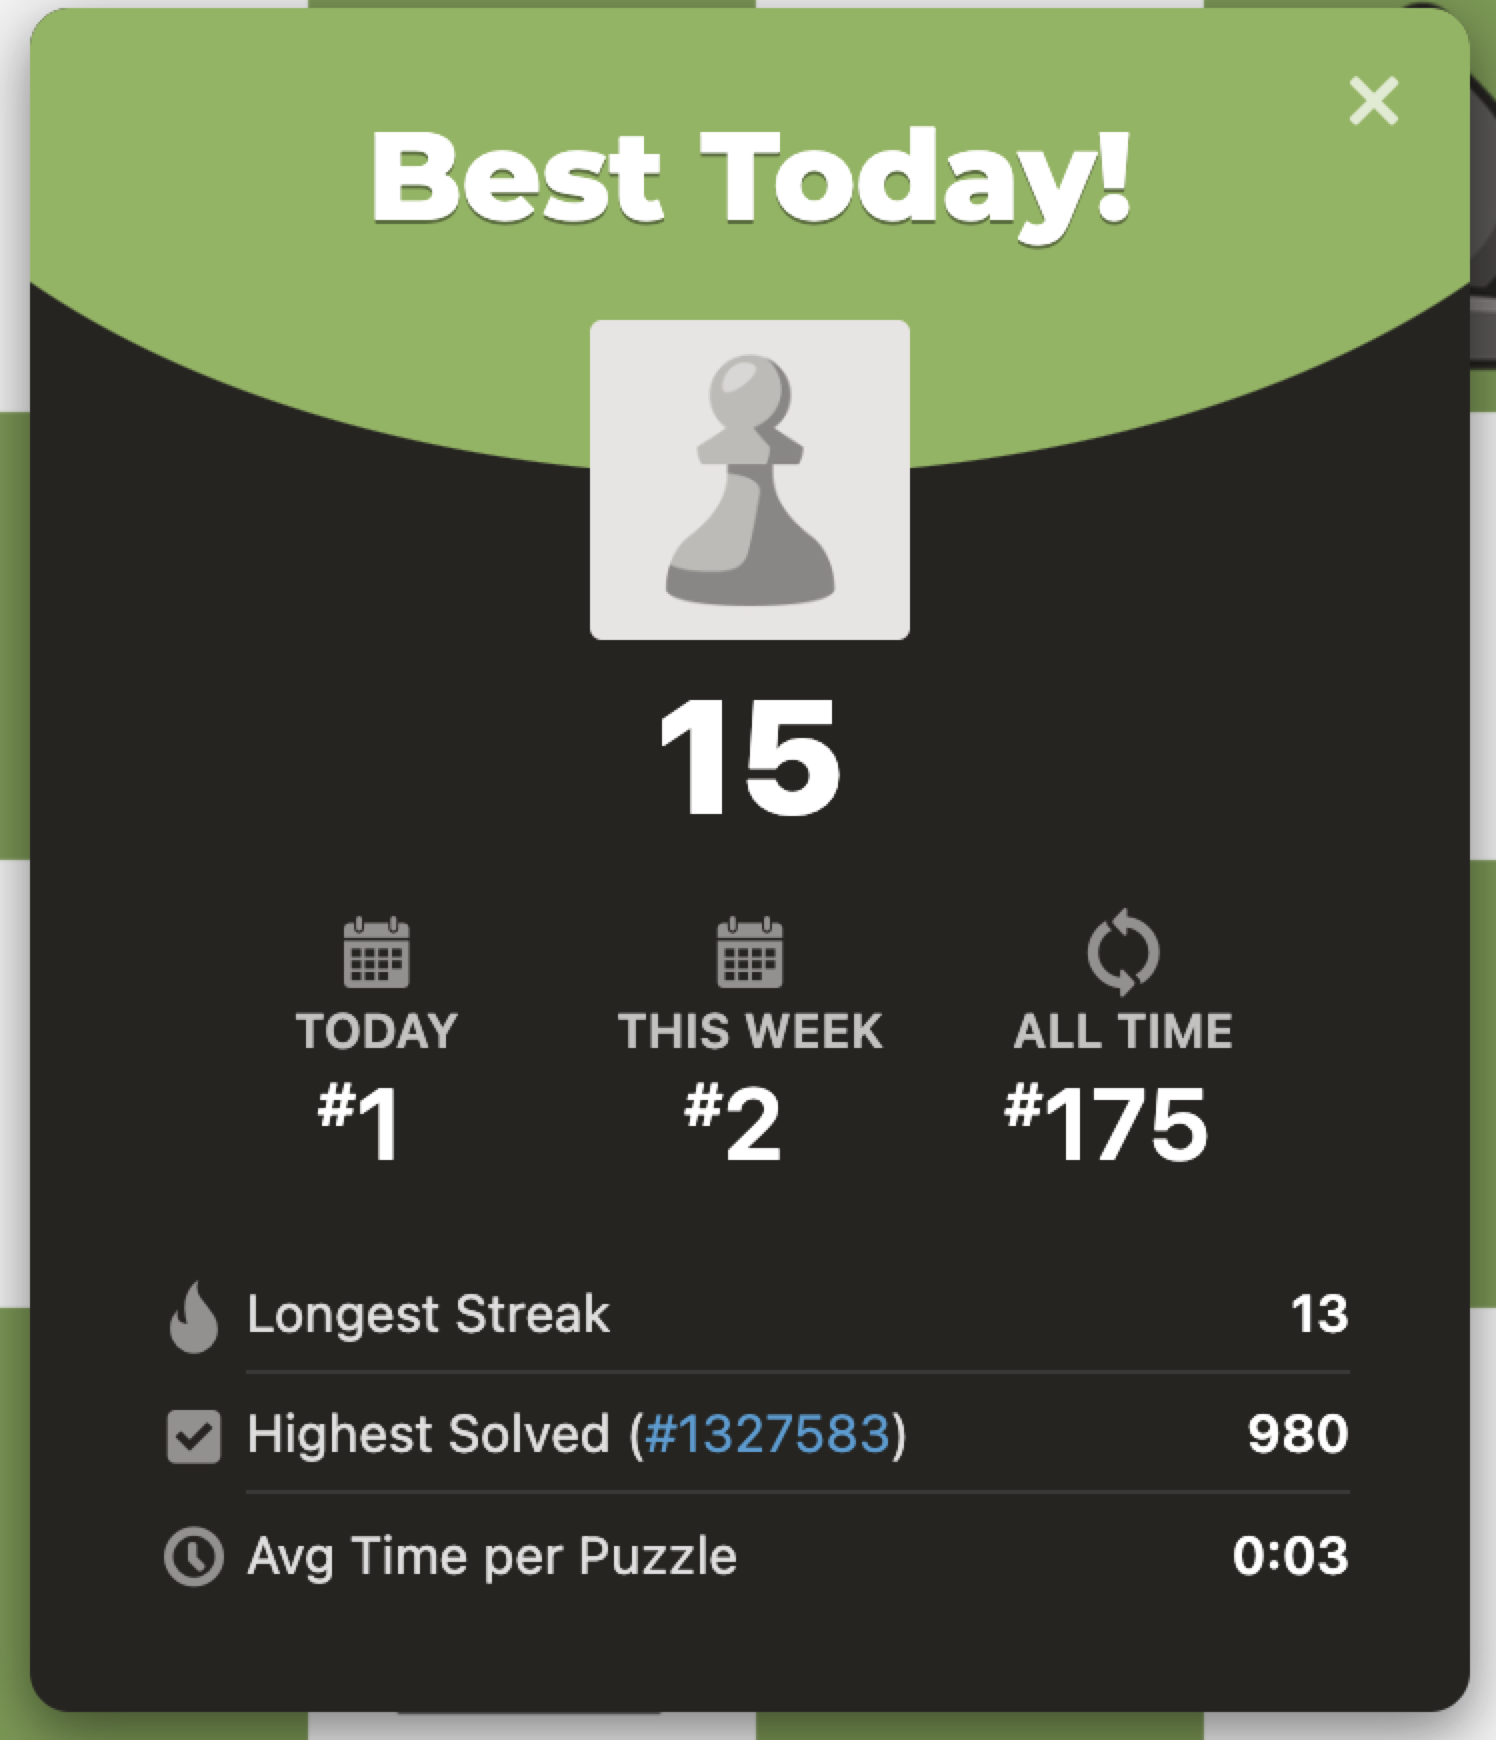 Best Today!
15
TODAY
#1
THIS WEEK
#2
ALL TIME
#175
Longest Streak 13
Highest Solved (#1327583) 980
Avg Time per Puzzle 0:03